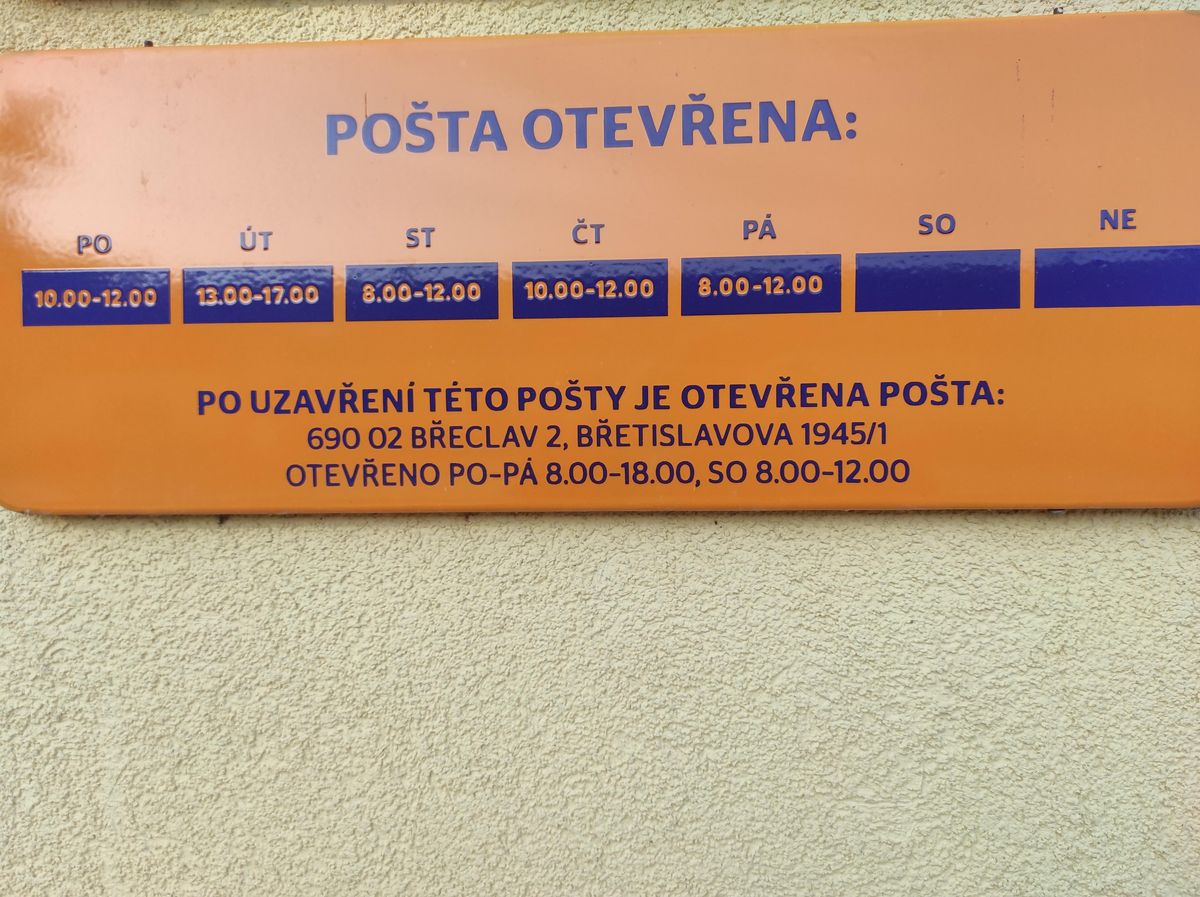 POŠTA OTEVŘENA:
PO ÚT ST ČT PÁ SO NE
10.00-12.00 13.00-17.00 8.00-12.00 10.00-12.00 8.00-12.00
PO UZAVŘENÍ TÉTO POŠTY JE OTEVŘENA POŠTA:
690 02 BŘECLAV 2, BŘETISLAVOVA 1945/1
OTEVŘENO PO-PÁ 8.00-18.00, SO 8.00-12.00